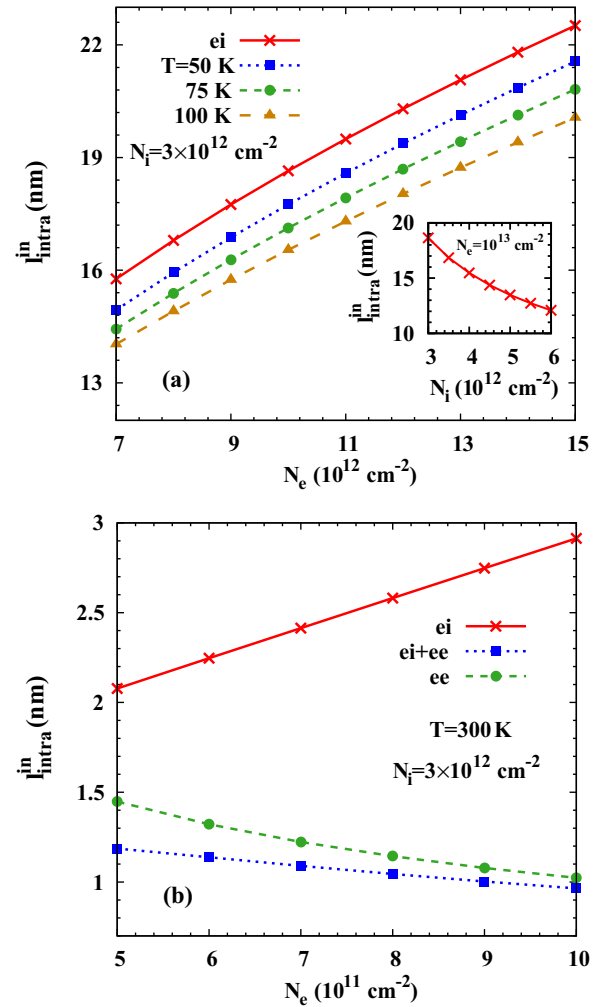 22
19
16
13
l^in_intra (nm)
ei
T=50 K
75 K
100 K
N_i=3×10^12 cm^-2
20
15
10
l^in_intra (nm)
N_e=10^13 cm^-2
3 4 5 6
N_i (10^12 cm^-2)
(a)
7 9 11 13 15
N_e (10^12 cm^-2)
3
2.5
2
1.5
1
l^in_intra (nm)
ei
ei+ee
ee
T=300 K
N_i=3×10^12 cm^-2
(b)
5 6 7 8 9 10
N_e (10^11 cm^-2)